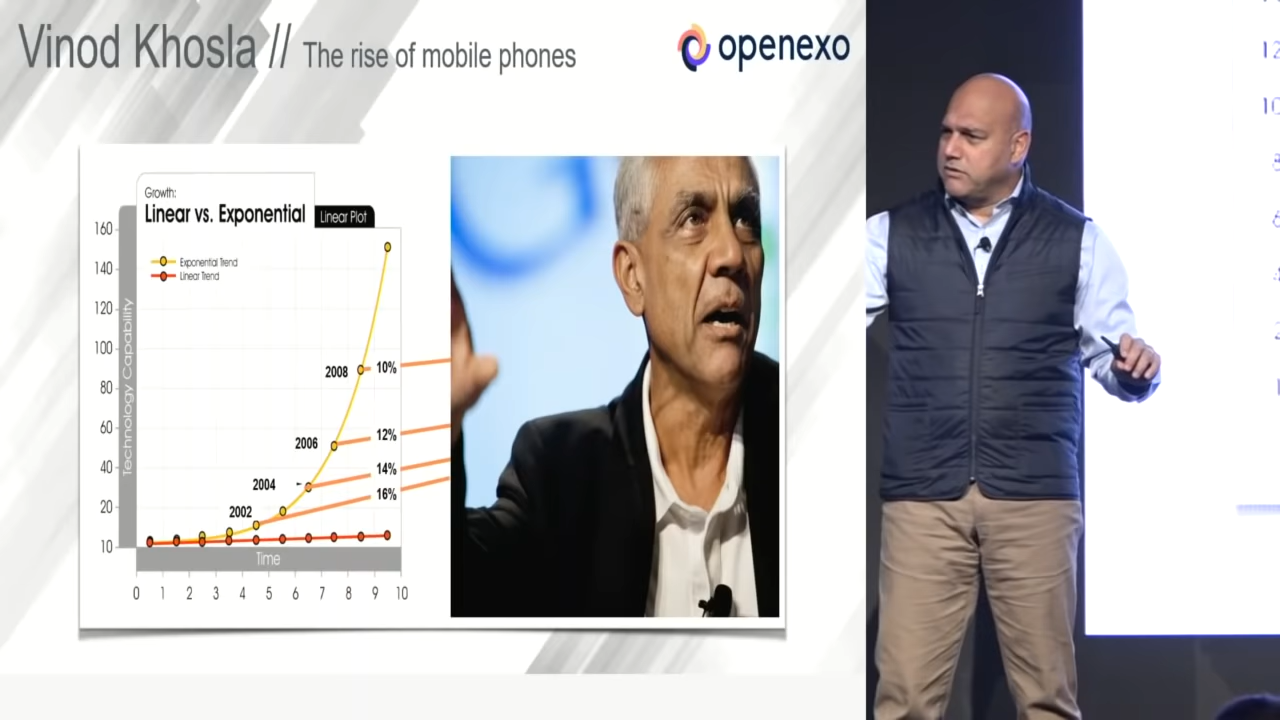 Vinod Khosla // The rise of mobile phones
openexo
Growth:
Linear vs. Exponential
Linear Plot
Exponential Trend
Linear Trend
160
140
120
100
80
60
40
20
10
Technology Capability
2008
10%
2006
12%
2004
14%
2002
16%
Time
0 1 2 3 4 5 6 7 8 9 10
12
10